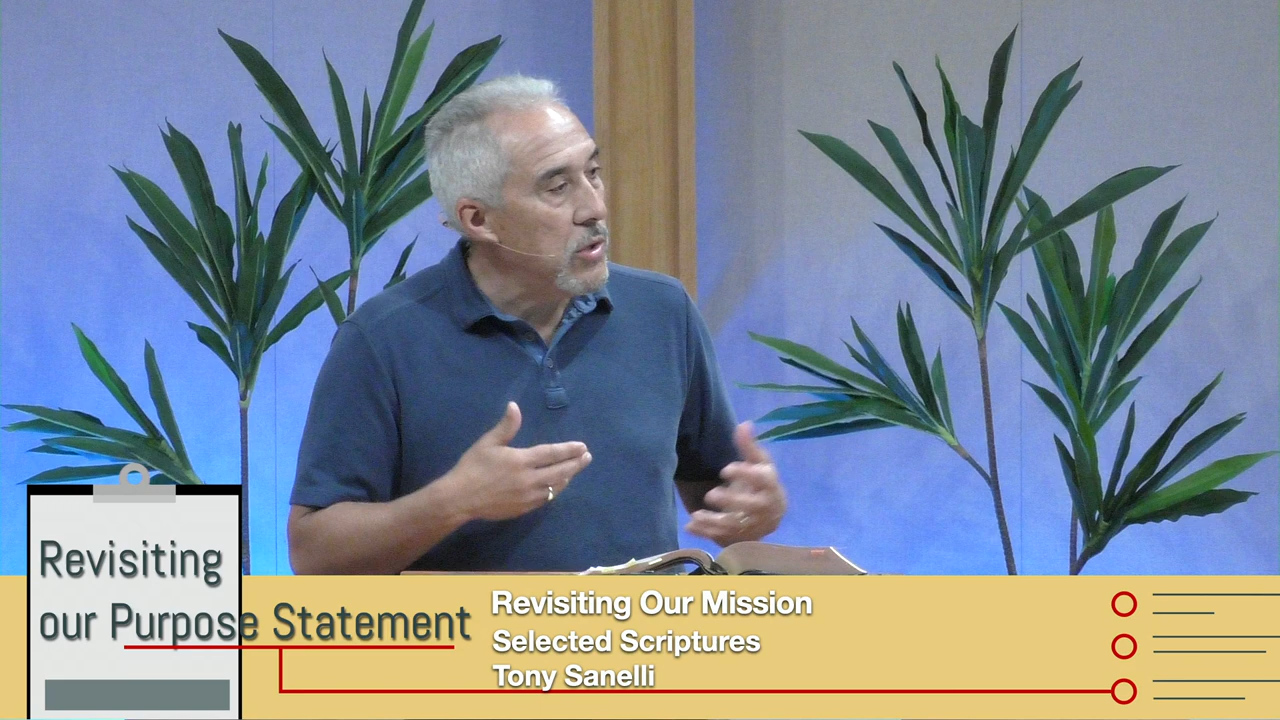 Revisiting
our Purpose Statement
Revisiting Our Mission
Selected Scriptures
Tony Sanelli